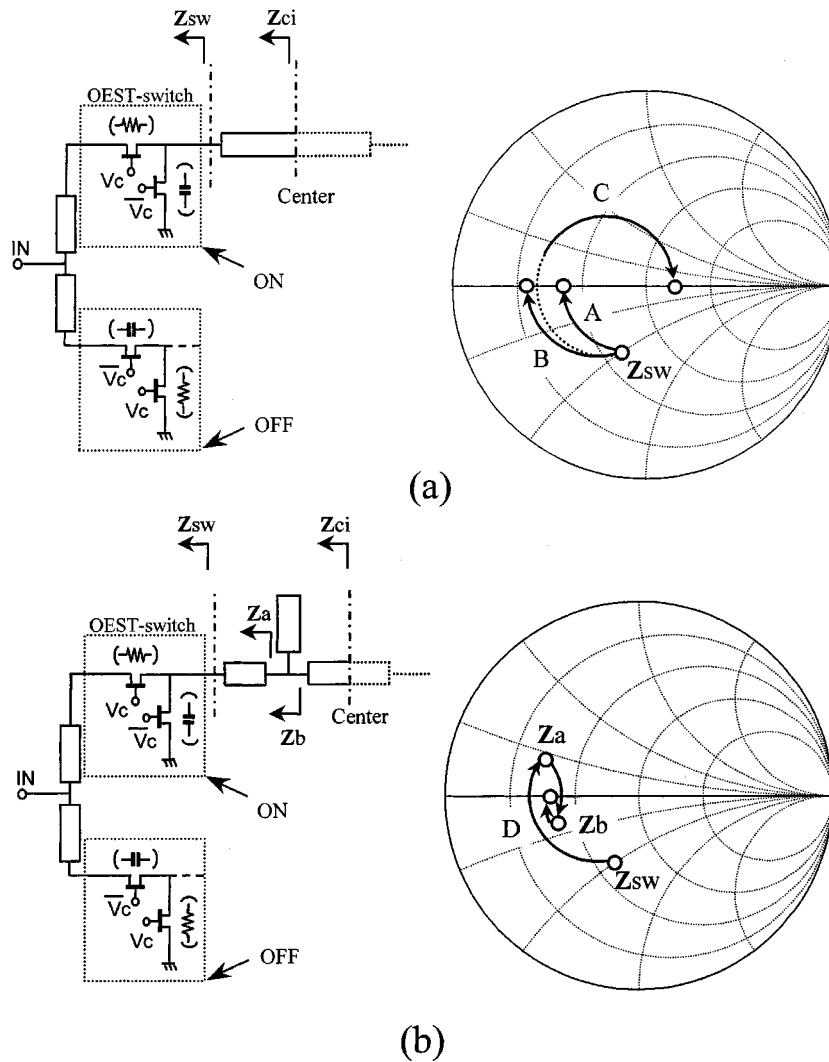 Zsw
Zci
OEST-switch
Vc
Vc
Center
IN
ON
Vc
Vc
OFF
C
A
B
Zsw
(a)
Zsw
Zci
OEST-switch
Za
Vc
Vc
Zb
Center
IN
ON
Vc
Vc
OFF
Za
D
Zb
Zsw
(b)